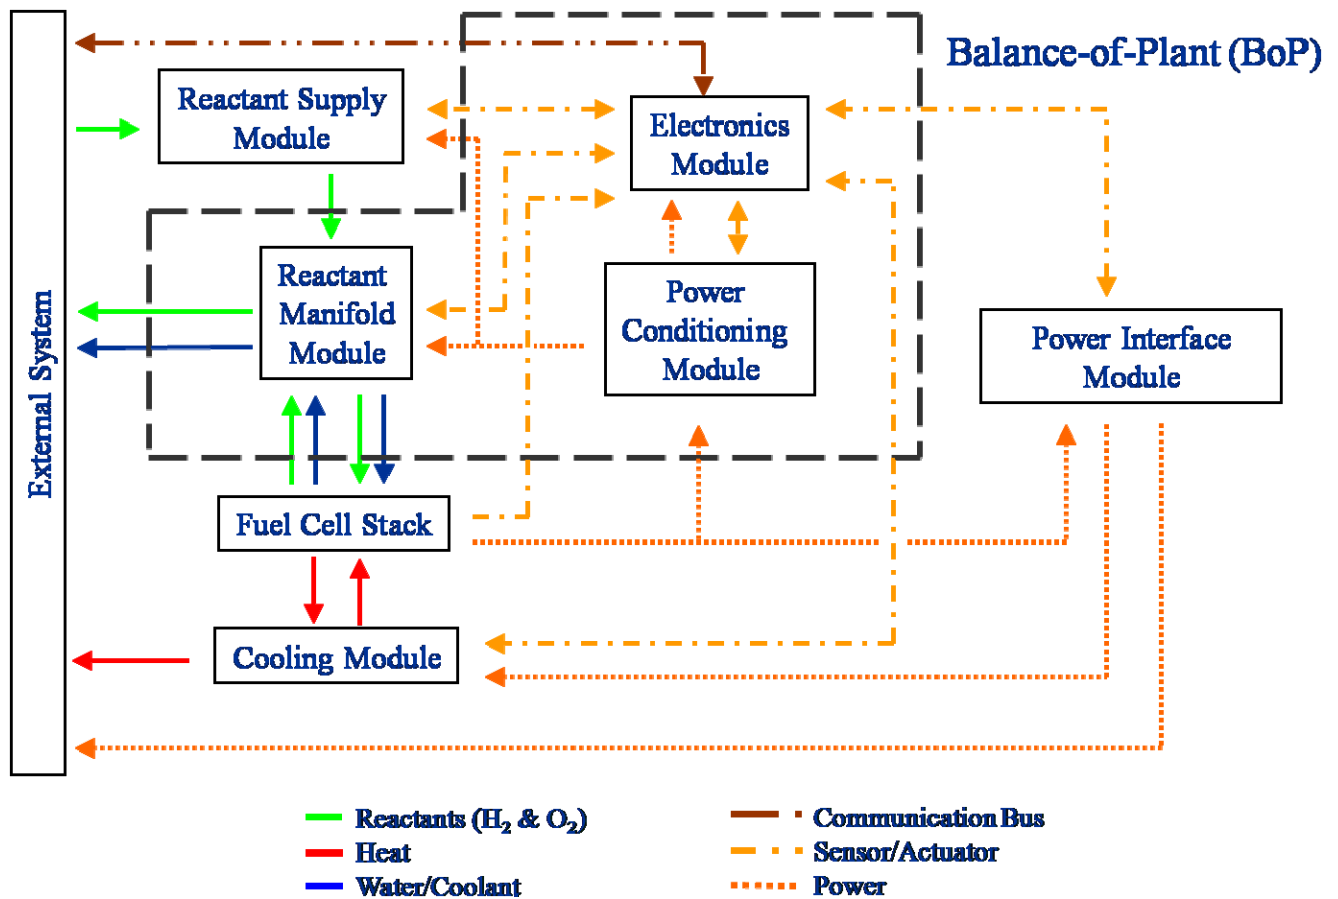 Balance-of-Plant (BoP)
Reactant Supply
Module
Electronics
Module
Reactant
Manifold
Module
Power
Conditioning
Module
Power Interface
Module
External System
Fuel Cell Stack
Cooling Module
Reactants (H₂ & O₂)
Heat
Water/Coolant
Communication Bus
Sensor/Actuator
Power